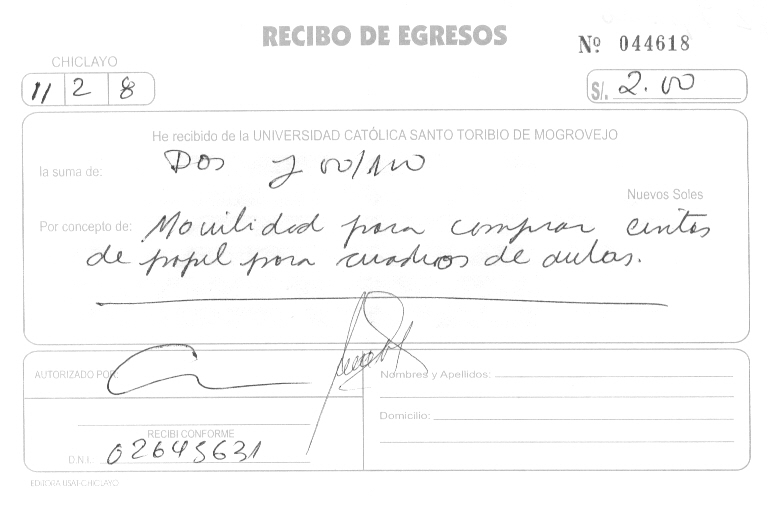 RECIBO DE EGRESOS
Nº 044618
CHICLAYO
11 2 8
S/. 2.00
He recibido de la UNIVERSIDAD CATÓLICA SANTO TORIBIO DE MOGROVEJO
la suma de: Dos y 00/100
Nuevos Soles
Por concepto de: Movilidad para comprar cintas
de papel para cuadros de aulas.
AUTORIZADO POR:
Nombres y Apellidos:
Domicilio:
RECIBI CONFORME
D.N.I. 02645631
EDITORA USAT-CHICLAYO